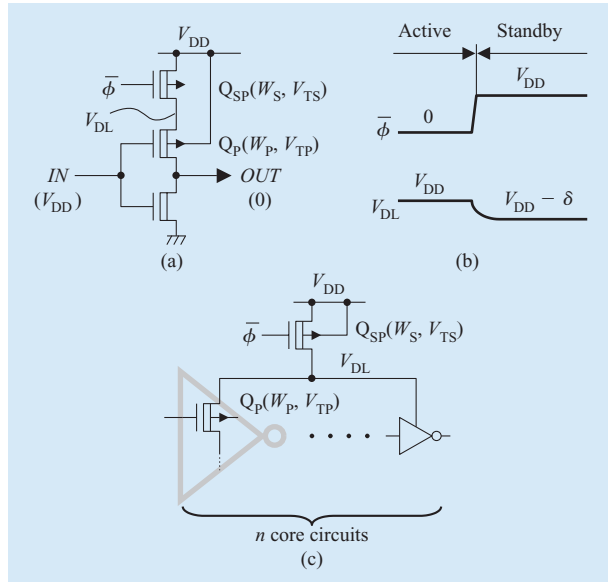 V_DD
φ̅
Q_SP(W_S, V_TS)
V_DL
Q_P(W_P, V_TP)
IN
(V_DD)
OUT
(0)
(a)
Active Standby
V_DD
φ̅ 0
V_DD
V_DL
V_DD − δ
(b)
V_DD
φ̅
Q_SP(W_S, V_TS)
V_DL
Q_P(W_P, V_TP)
n core circuits
(c)